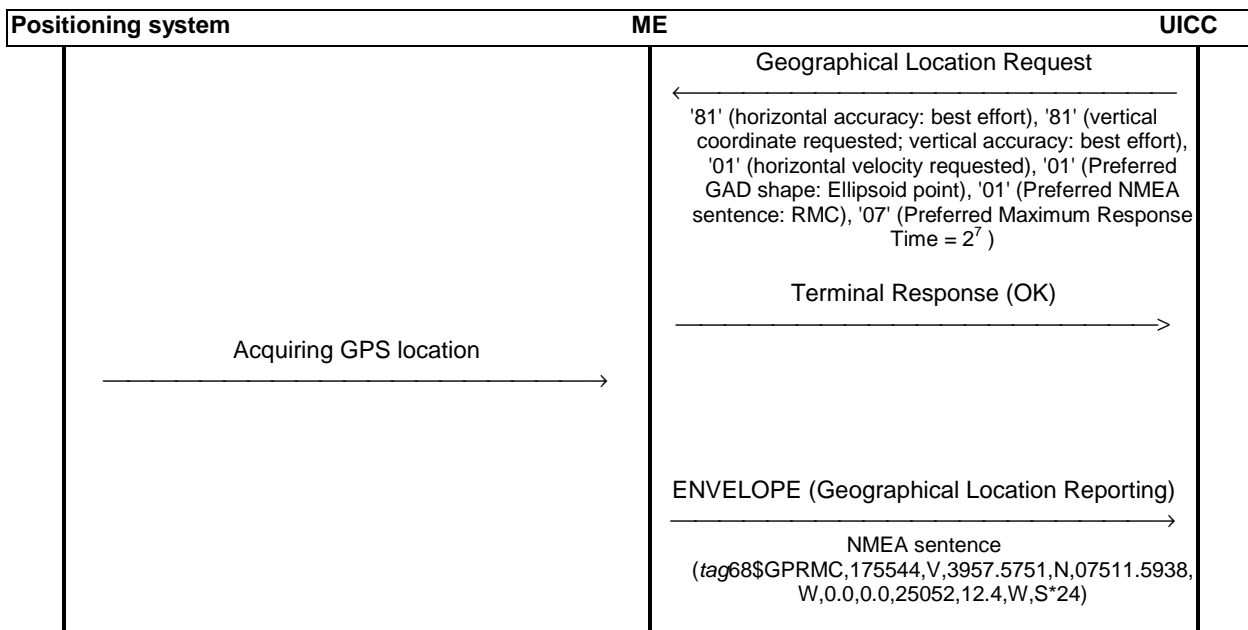 Positioning system ME UICC
Geographical Location Request
'81' (horizontal accuracy: best effort), '81' (vertical
coordinate requested; vertical accuracy: best effort),
'01' (horizontal velocity requested), '01' (Preferred
GAD shape: Ellipsoid point), '01' (Preferred NMEA
sentence: RMC), '07' (Preferred Maximum Response
Time = 2⁷ )
Terminal Response (OK)
Acquiring GPS location
ENVELOPE (Geographical Location Reporting)
NMEA sentence
(tag68$GPRMC,175544,V,3957.5751,N,07511.5938,
W,0.0,0.0,25052,12.4,W,S*24)